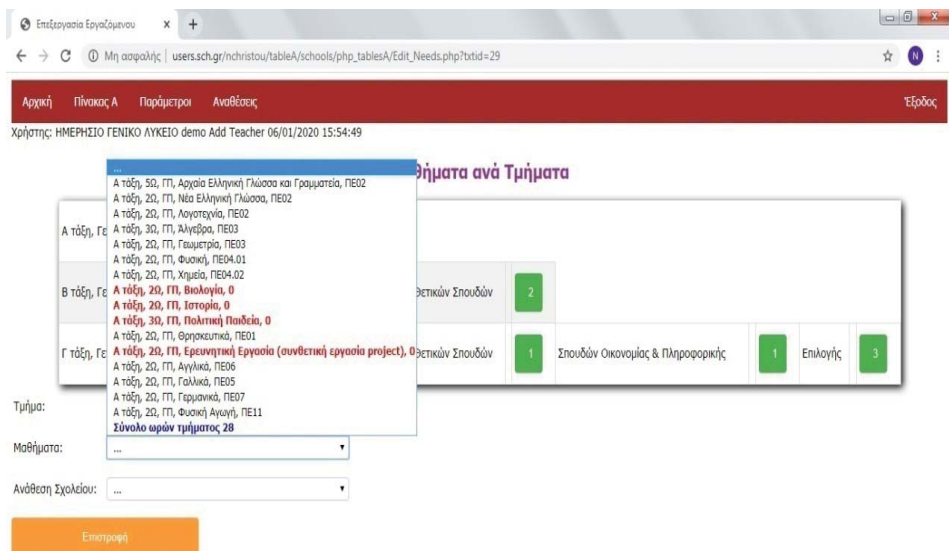 Επεξεργασία Εργαζόμενου
Μη ασφαλής | users.sch.gr/nchristou/tableA/schools/php_tablesA/Edit_Needs.php?txtid=29
N
Αρχική Πίνακας Α Παράμετροι Αναθέσεις Έξοδος
Χρήστης: ΗΜΕΡΗΣΙΟ ΓΕΝΙΚΟ ΛΥΚΕΙΟ demo Add Teacher 06/01/2020 15:54:49
θήματα ανά Τμήματα
...
Α τάξη, 5Ω, ΓΠ, Αρχαία Ελληνική Γλώσσα και Γραμματεία, ΠΕ02
Α τάξη, 2Ω, ΓΠ, Νέα Ελληνική Γλώσσα, ΠΕ02
Α τάξη, 2Ω, ΓΠ, Λογοτεχνία, ΠΕ02
Α τάξη, 3Ω, ΓΠ, Άλγεβρα, ΠΕ03
Α τάξη, 2Ω, ΓΠ, Γεωμετρία, ΠΕ03
Α τάξη, 2Ω, ΓΠ, Φυσική, ΠΕ04.01
Α τάξη, 2Ω, ΓΠ, Χημεία, ΠΕ04.02
Α τάξη, 2Ω, ΓΠ, Βιολογία, 0
Α τάξη, 2Ω, ΓΠ, Ιστορία, 0
Α τάξη, 3Ω, ΓΠ, Πολιτική Παιδεία, 0
Α τάξη, 2Ω, ΓΠ, Θρησκευτικά, ΠΕ01
Α τάξη, 2Ω, ΓΠ, Ερευνητική Εργασία (συνθετική εργασία project), 0
Α τάξη, 2Ω, ΓΠ, Αγγλικά, ΠΕ06
Α τάξη, 2Ω, ΓΠ, Γαλλικά, ΠΕ05
Α τάξη, 2Ω, ΓΠ, Γερμανικά, ΠΕ07
Α τάξη, 2Ω, ΓΠ, Φυσική Αγωγή, ΠΕ11
Σύνολο ωρών τμήματος 28
Α τάξη, Γε
Β τάξη, Γε θετικών Σπουδών 2
Γ τάξη, Γε θετικών Σπουδών 1 Σπουδών Οικονομίας & Πληροφορικής 1 Επιλογής 3
Τμήμα:
Μαθήματα: ...
Ανάθεση Σχολείου: ...
Επιστροφή